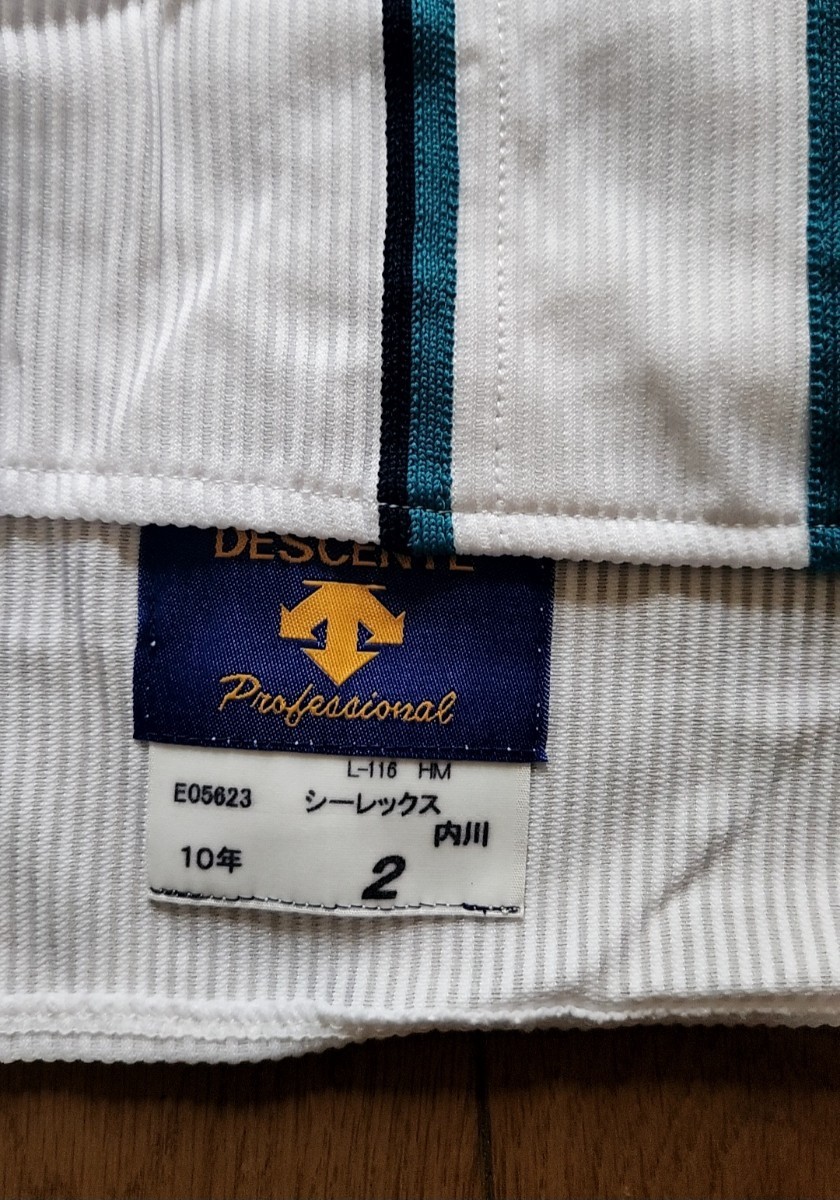 DESCENTE
Professional
L-116 HM
E05623 シーレックス
内川
10年 2